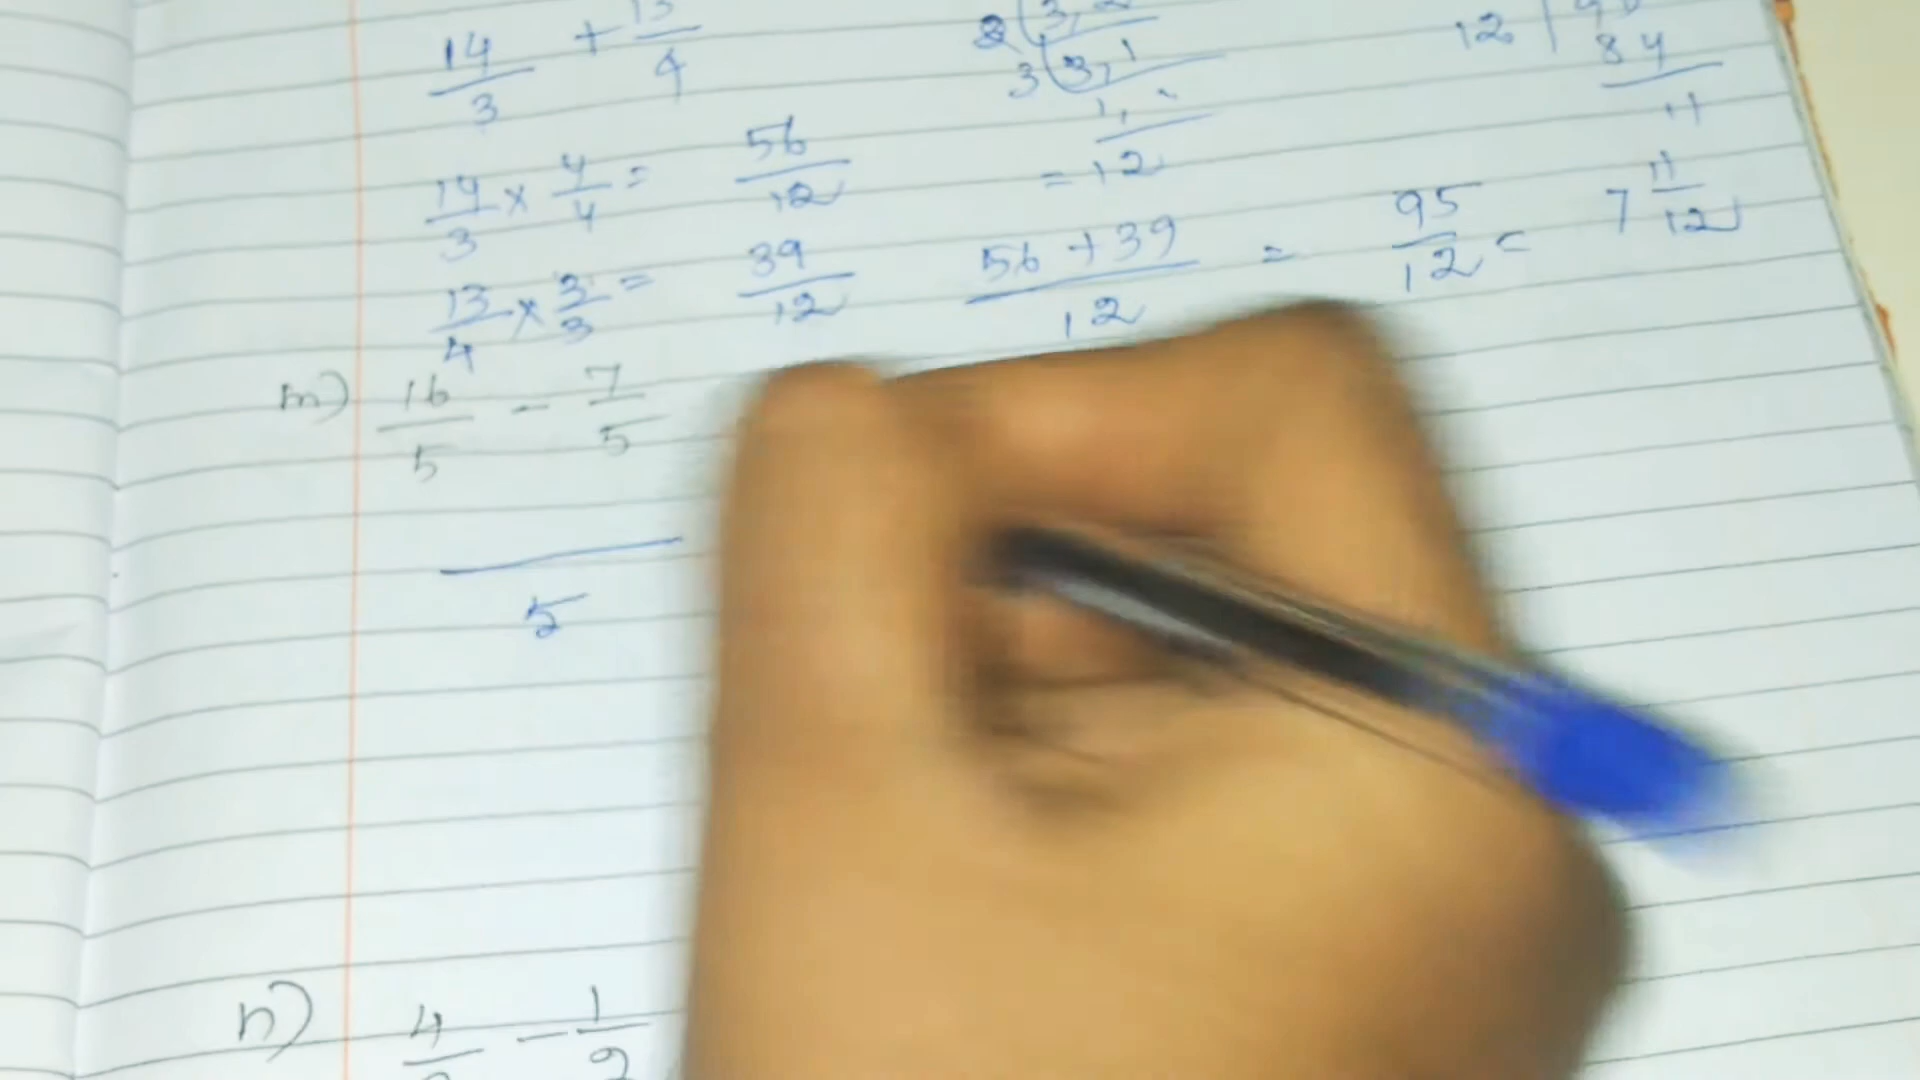 14/3 + 13/4
2 | 3, 2
3 | 3, 1
1, 1
= 12
12 | 95
84
11
14/3 × 4/4 = 56/12
13/4 × 3/3 = 39/12
56 + 39 / 12 = 95/12 = 7 11/12
m) 16/5 - 7/5
/ 5
n) 4/ - 1/2